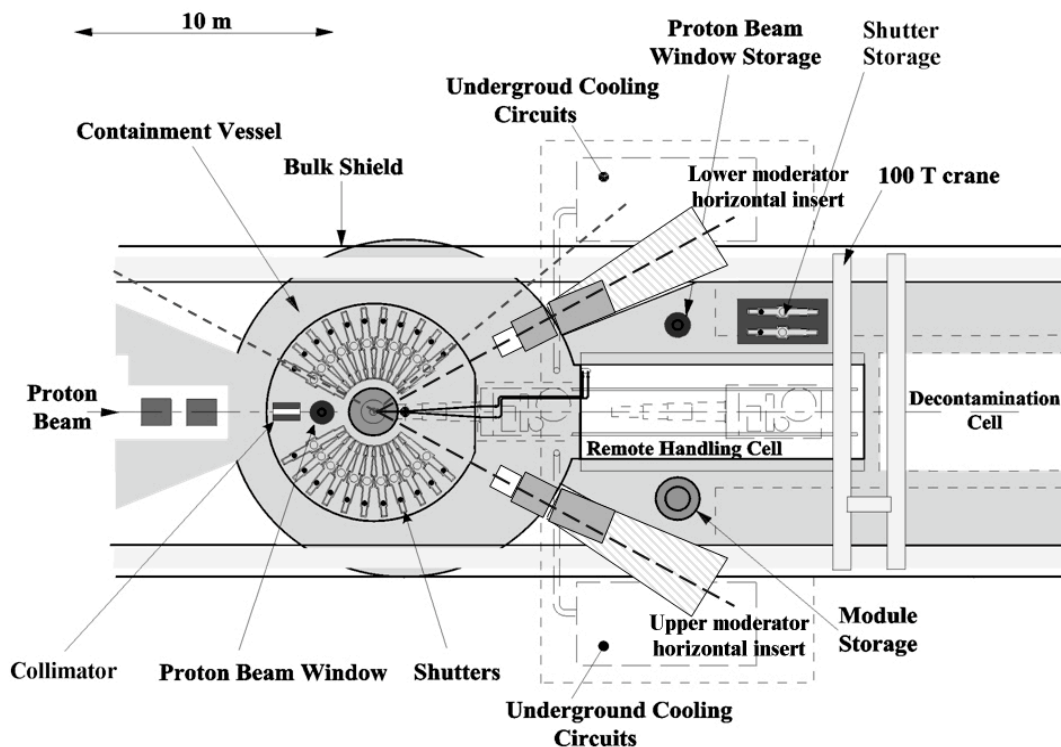 10 m
Proton Beam
Window Storage
Shutter
Storage
Undergroud Cooling
Circuits
Containment Vessel
Bulk Shield
Lower moderator
horizontal insert
100 T crane
Proton
Beam
Decontamination
Cell
Remote Handling Cell
Upper moderator
horizontal insert
Module
Storage
Collimator
Proton Beam Window
Shutters
Underground Cooling
Circuits